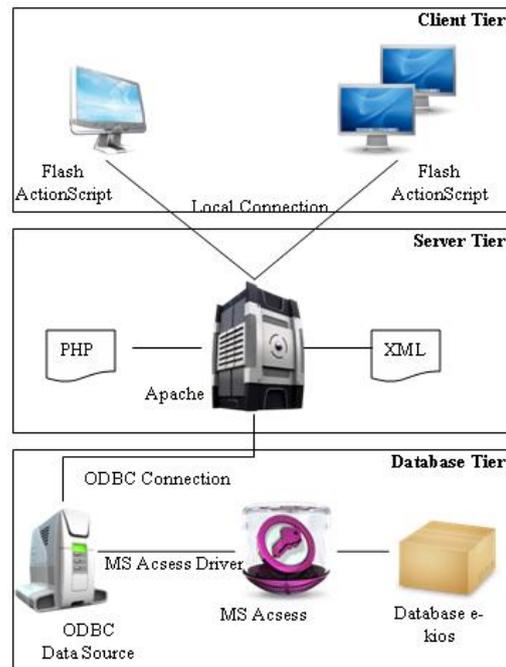 Client Tier
Flash
ActionScript
Flash
ActionScript
Local Connection
Server Tier
PHP
XML
Apache
Database Tier
ODBC Connection
MS Acsess Driver
MS Acsess
Database e-
kios
ODBC
Data Source